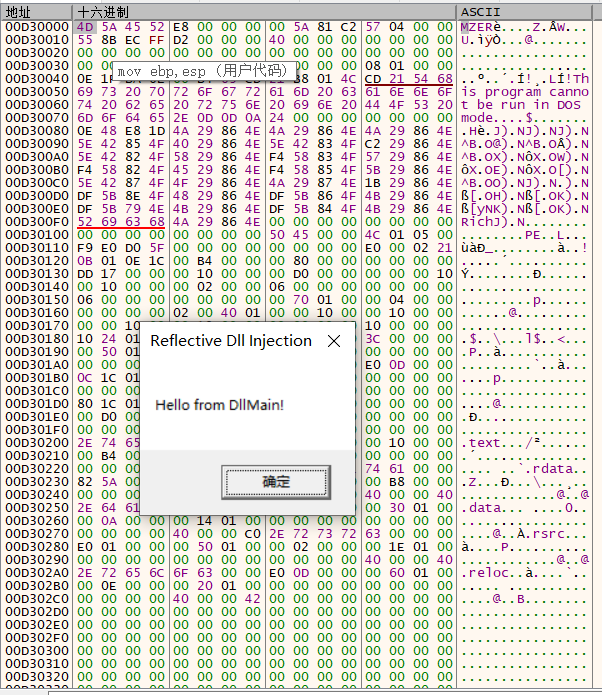 地址 十六进制 ASCII
00D30000 4D 5A 45 52 E8 00 00 00 00 5A 81 C2 57 04 00 00 MZERè....Z.ÂW..
00D30010 55 8B EC FF D2 00 00 00 40 00 00 00 00 00 00 00 U.ìÿÒ...@.......
00D30020 00 00 00 00 00 00 00 00 00 00 00 00 00 00 00 00 ................
00D30030 00 08 01 00 00
mov ebp,esp (用户代码)
00D30040 0E 1F B8 01 4C CD 21 54 68 ..º..´.Í!¸.LÍ!Th
00D30050 69 73 20 70 72 6F 67 72 61 6D 20 63 61 6E 6E 6F is program canno
00D30060 74 20 62 65 20 72 75 6E 20 69 6E 20 44 4F 53 20 t be run in DOS
00D30070 6D 6F 64 65 2E 0D 0D 0A 24 00 00 00 00 00 00 00 mode....$.......
00D30080 0E 48 E8 1D 4A 29 86 4E 4A 29 86 4E 4A 29 86 4E .Hè.J).NJ).NJ).N
00D30090 5E 42 85 4F 40 29 86 4E 5E 42 83 4F C2 29 86 4E ^B.O@).N^B.OÂ).N
00D300A0 5E 42 82 4F 58 29 86 4E F4 58 83 4F 57 29 86 4E ^B.OX).NôX.OW).N
00D300B0 F4 58 82 4F 45 29 86 4E F4 58 85 4F 5B 29 86 4E ôX.OE).NôX.O[).N
00D300C0 5E 42 87 4F 4F 29 86 4E 4A 29 87 4E 1B 29 86 4E ^B.OO).NJ).N.).N
00D300D0 DF 5B 8E 4F 48 29 86 4E DF 5B 86 4F 4B 29 86 4E ß[.OH).Nß[.OK).N
00D300E0 DF 5B 79 4E 4B 29 86 4E DF 5B 84 4F 4B 29 86 4E ß[yNK).Nß[.OK).N
00D300F0 52 69 63 68 4A 29 86 4E 00 00 00 00 00 00 00 00 RichJ).N........
00D30100 00 00 00 00 00 00 00 00 50 45 00 00 4C 01 05 00 ........PE..L...
00D30110 F9 E0 D0 5F 00 00 00 00 00 00 00 00 E0 00 02 21 ùàÐ_........à..!
00D30120 0B 01 0E 1C 00 B4 00 00 00 80 00 00 00 00 00 00 .....´..........
00D30130 DD 17 00 00 00 10 00 00 00 D0 00 00 00 00 00 10 Ý........Ð......
00D30140 00 10 00 00 00 02 00 00 06 00 00 00 00 00 00 00 ................
00D30150 06 00 00 00 00 00 00 00 00 70 01 00 00 04 00 00 .........p......
00D30160 00 00 00 00 02 00 40 01 00 00 10 00 00 10 00 00 ......@.........
00D30170 00 00 10
00D30180 10 24 01 3C 00 00 00 .$..\...l$..<...
00D30190 00 50 01 00 00 00 00 .P..à...........
00D301A0 00 00 00 E0 0D 00 00
00D301B0 0C 1C 01 00 00 00 00 ....p...........
00D301C0 00 00 00 00 00 00 00 ................
00D301D0 80 1C 01 00 00 00 00 ....@...........
00D301E0 00 D0 00 00 00 00 00 .Ð..............
00D301F0 00 00 00 00 00 00 00 ................
00D30200 2E 74 65 00 10 00 00 .text.../²......
00D30210 00 B4 00 00 00 00 00 .´..............
00D30220 00 00 00 74 61 00 00 .rdata..
00D30230 82 5A 00 00 B8 00 00 .Z...Ð...\...¸..
00D30240 00 00 00 40 00 00 40 ............@..@
00D30250 2E 64 61 00 30 01 00 .data.......0..
00D30260 00 0A 00 00 00 14 01 00 00 00 00 00 00 00 00 00 ................
00D30270 00 00 00 00 40 00 00 C0 2E 72 73 72 63 00 00 00 ....@..À.rsrc...
00D30280 E0 01 00 00 00 50 01 00 00 02 00 00 00 1E 01 00 à....P..........
00D30290 00 00 00 00 00 00 00 00 00 00 00 00 40 00 00 40 ............@..@
00D302A0 2E 72 65 6C 6F 63 00 00 E0 0D 00 00 00 60 01 00 .reloc..à....`..
00D302B0 00 0E 00 00 00 20 01 00 00 00 00 00 00 00 00 00 ..... ..........
00D302C0 00 00 00 00 40 00 00 42 00 00 00 00 00 00 00 00 ....@..B........
00D302D0 00 00 00 00 00 00 00 00 00 00 00 00 00 00 00 00 ................
00D302E0 00 00 00 00 00 00 00 00 00 00 00 00 00 00 00 00 ................
00D302F0 00 00 00 00 00 00 00 00 00 00 00 00 00 00 00 00 ................
00D30300 00 00 00 00 00 00 00 00 00 00 00 00 00 00 00 00 ................
00D30310 00 00 00 00 00 00 00 00 00 00 00 00 00 00 00 00 ................
00D30320 00 00 00 00 00 00 00 00 00 00 00 00 00 00 00 00 ................
Reflective Dll Injection
Hello from DllMain!
确定